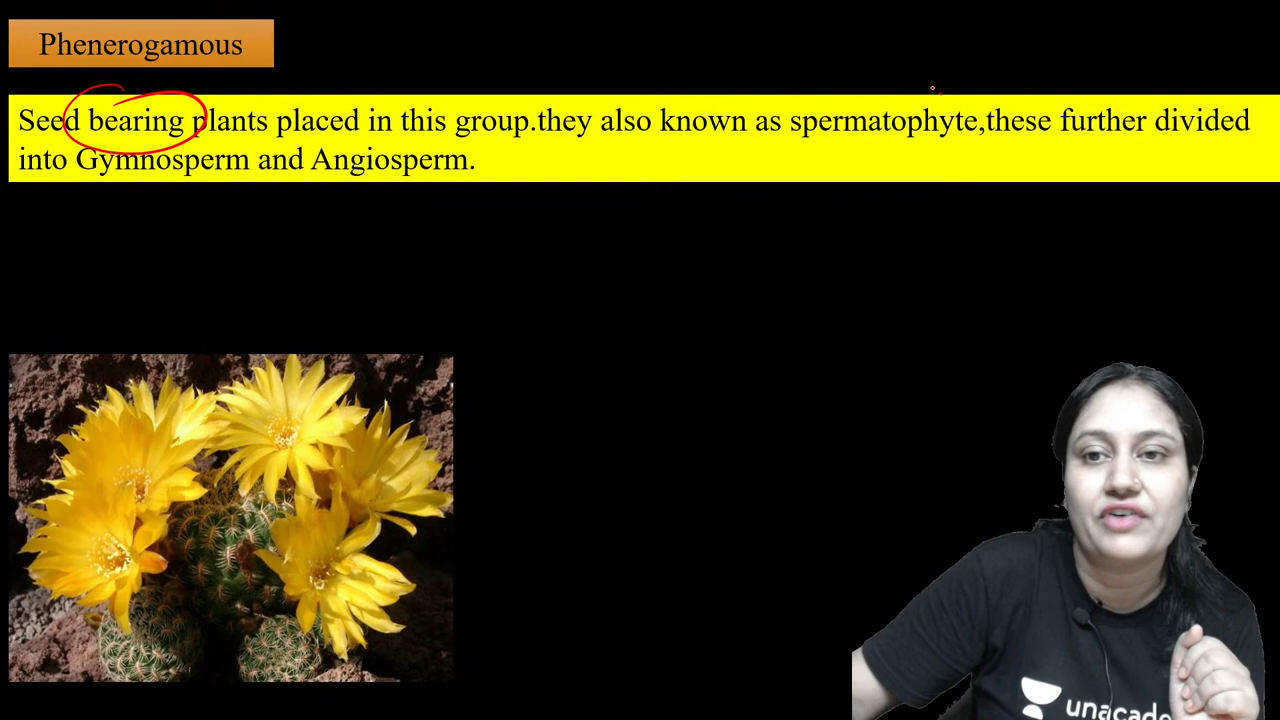 Phenerogamous
Seed bearing plants placed in this group.they also known as spermatophyte,these further divided
into Gymnosperm and Angiosperm.
unacade